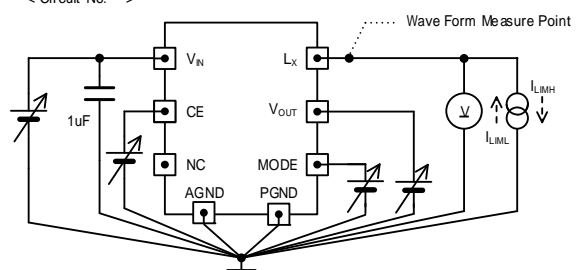 < Circuit No. >
Wave Form Measure Point
VIN
LX
CE
VOUT
1uF
NC
MODE
AGND
PGND
V
ILIMH
ILIML